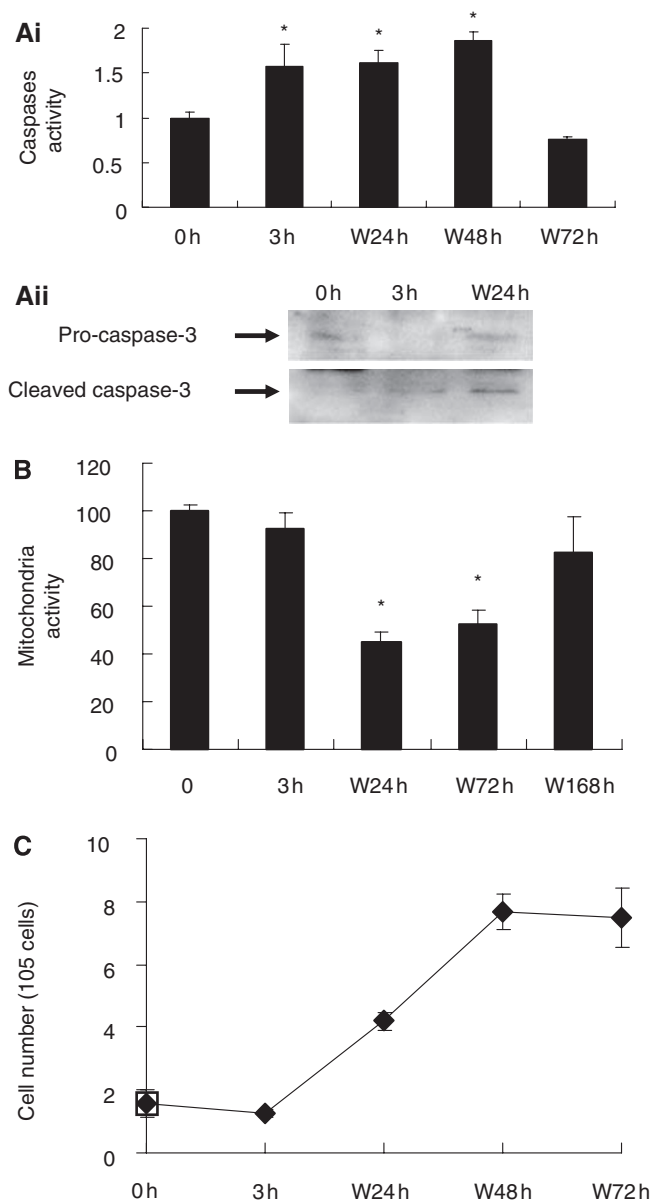 Ai
*
*
*
Caspases
activity
2
1.5
1
0.5
0
0 h 3 h W24 h W48 h W72 h
Aii
0 h 3 h W24 h
Pro-caspase-3
Cleaved caspase-3
B
Mitochondria
activity
120
100
80
60
40
20
0
*
*
0 3 h W24 h W72 h W168 h
C
Cell number (105 cells)
10
8
6
4
2
0
0 h 3 h W24 h W48 h W72 h